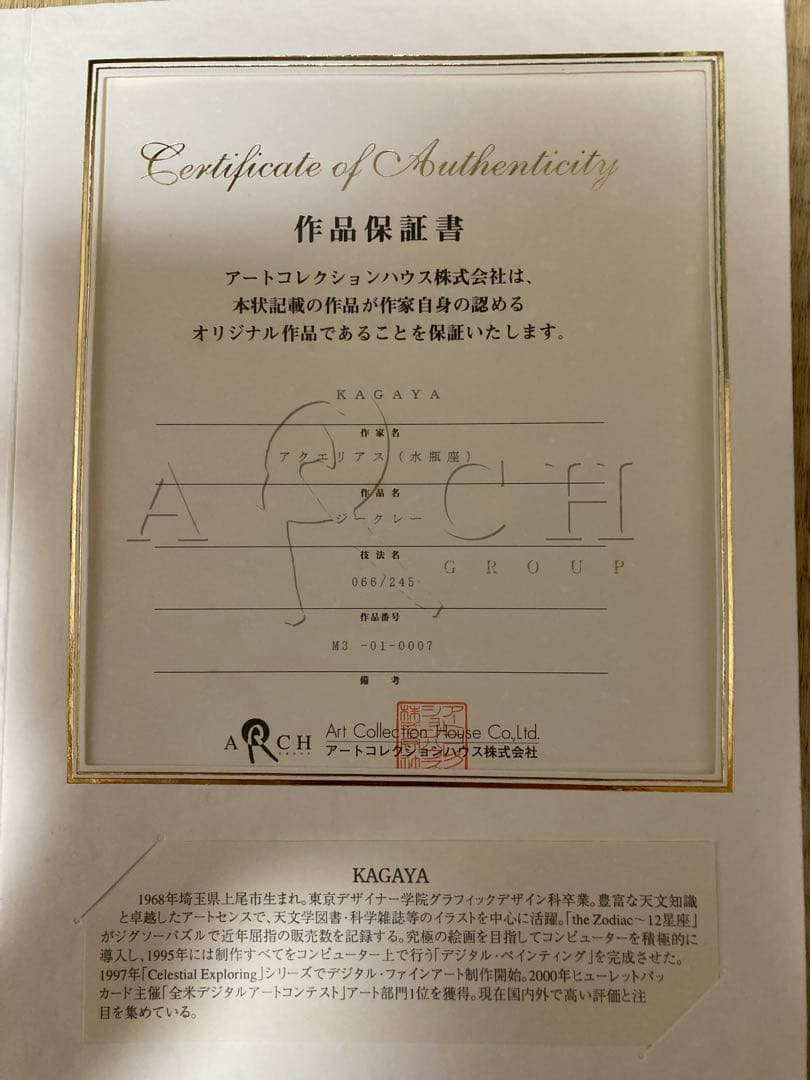 Certificate of Authenticity
作品保証書
アートコレクションハウス株式会社は、
本状記載の作品が作家自身の認める
オリジナル作品であることを保証いたします。
KAGAYA
作家名
アクエリアス(水瓶座)
作品名
ジークレー
技法名
066/245
作品番号
M3 -01-0007
備考
ARCH
GROUP
ARCH
Art Collection House Co.,Ltd.
アートコレクションハウス株式会社
KAGAYA
1968年埼玉県上尾市生まれ。東京デザイナー学院グラフィックデザイン科卒業。豊富な天文知識
と卓越したアートセンスで、天文学図書・科学雑誌等のイラストを中心に活躍。「the Zodiac〜12星座」
がジグソーパズルで近年屈指の販売数を記録する。究極の絵画を目指してコンピューターを積極的に
導入し、1995年には制作すべてをコンピューター上で行う「デジタル・ペインティング」を完成させた。
1997年「Celestial Exploring」シリーズでデジタル・ファインアート制作開始。2000年ヒューレットパッ
カード主催「全米デジタルアートコンテスト」アート部門1位を獲得。現在国内外で高い評価と注
目を集めている。